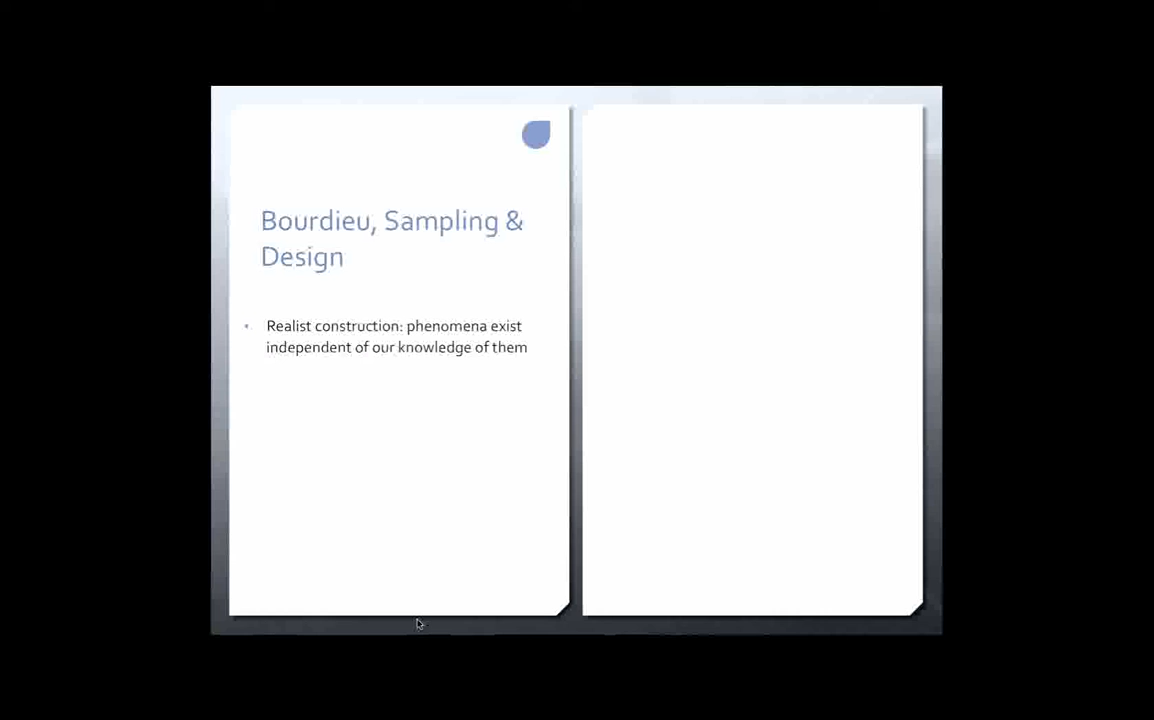 Bourdieu, Sampling &
Design
• Realist construction: phenomena exist
independent of our knowledge of them